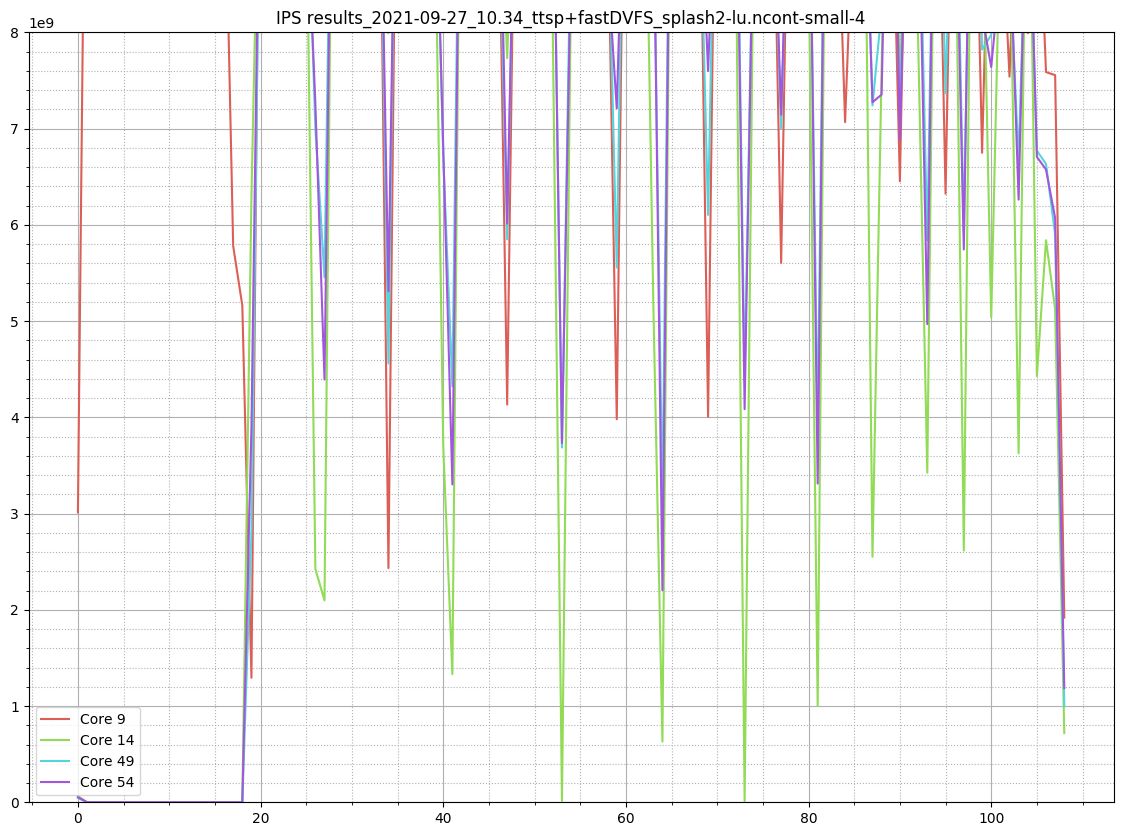 IPS results_2021-09-27_10.34_ttsp+fastDVFS_splash2-lu.ncont-small-4
1e9
8
7
6
5
4
3
2
1
0
Core 9
Core 14
Core 49
Core 54
0 20 40 60 80 100